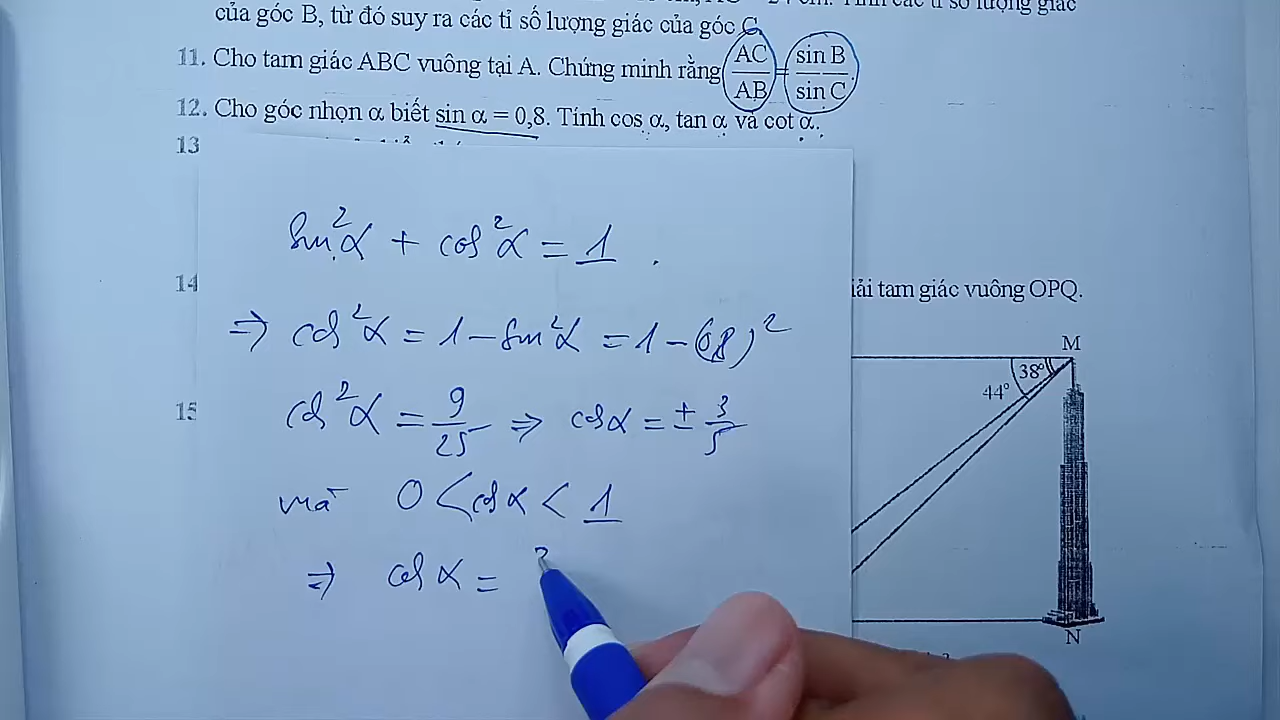 của góc B, từ đó suy ra các tỉ số lượng giác của góc C.
11. Cho tam giác ABC vuông tại A. Chứng minh rằng AC/AB = sin B/sin C.
12. Cho góc nhọn α biết sin α = 0,8. Tính cos α, tan α và cot α.
13
sin²α + cos²α = 1.
⇒ cos²α = 1 − sin²α = 1 − (0,8)²
cos²α = 9/25 ⇒ cos α = ± 3/5
mà 0 < cos α < 1
⇒ cos α =
14
iải tam giác vuông OPQ.
15
M
38°
44°
N